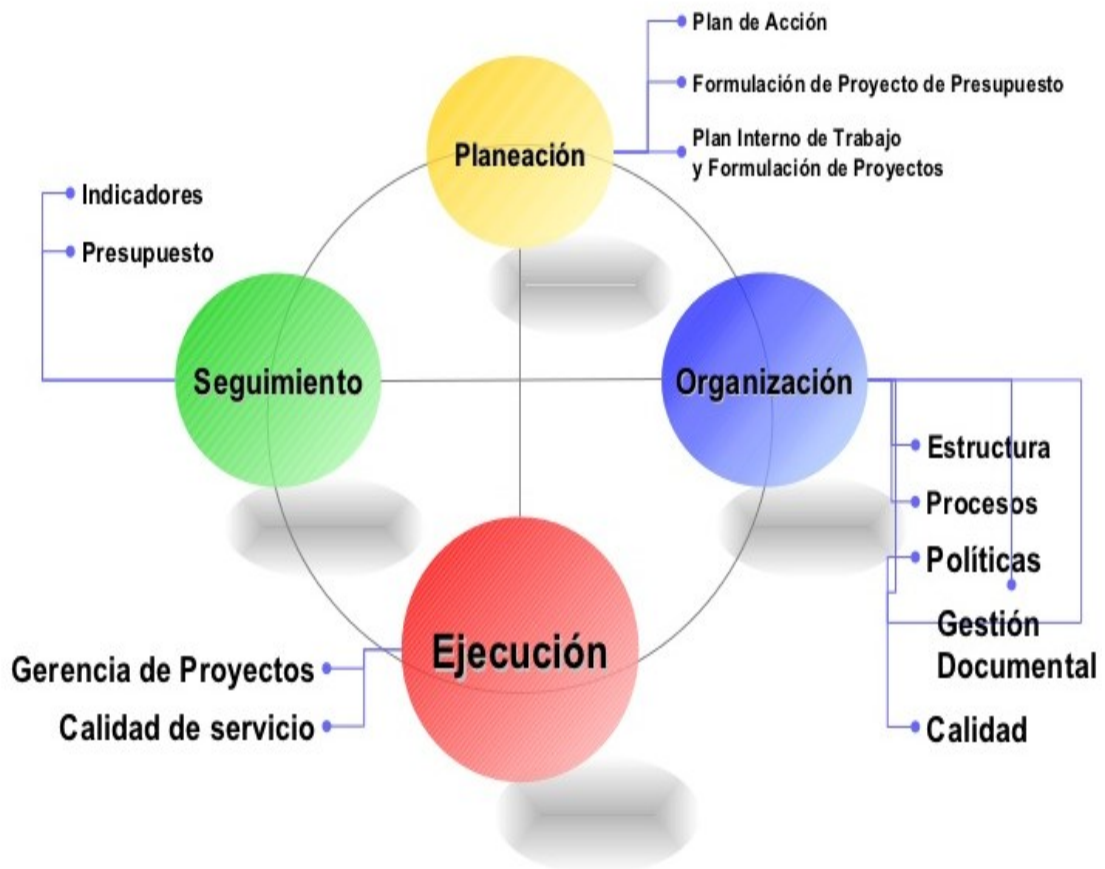 Plan de Acción
Formulación de Proyecto de Presupuesto
Plan Interno de Trabajo
y Formulación de Proyectos
Planeación
Indicadores
Presupuesto
Seguimiento
Organización
Estructura
Procesos
Políticas
Gestión
Documental
Calidad
Ejecución
Gerencia de Proyectos
Calidad de servicio